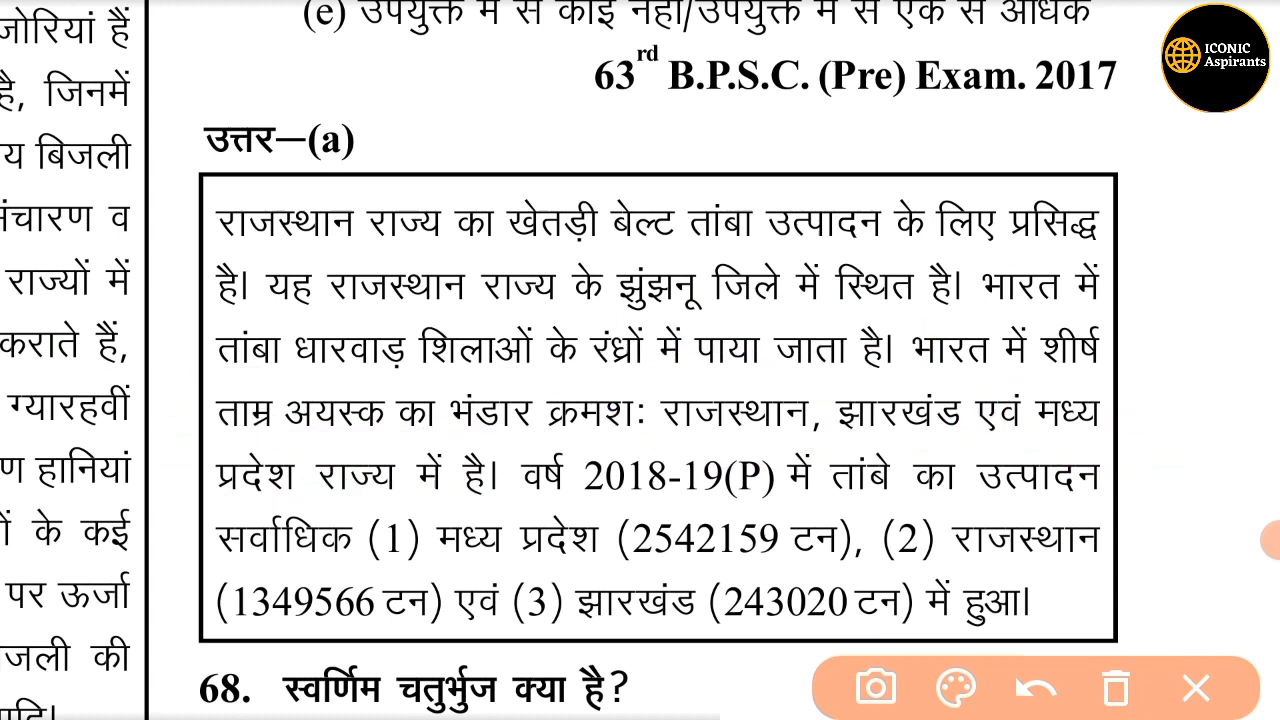 जोरियां हैं
है, जिनमें
य बिजली
संचारण व
राज्यों में
कराते हैं,
ग्यारहवीं
ण हानियां
ों के कई
पर ऊर्जा
जली की
(e) उपर्युक्त में से कोई नहीं/उपर्युक्त में से एक से अधिक
63rd B.P.S.C. (Pre) Exam. 2017
उत्तर—(a)
राजस्थान राज्य का खेतड़ी बेल्ट तांबा उत्पादन के लिए प्रसिद्ध
है। यह राजस्थान राज्य के झुंझनू जिले में स्थित है। भारत में
तांबा धारवाड़ शिलाओं के रंध्रों में पाया जाता है। भारत में शीर्ष
ताम्र अयस्क का भंडार क्रमशः राजस्थान, झारखंड एवं मध्य
प्रदेश राज्य में है। वर्ष 2018-19(P) में तांबे का उत्पादन
सर्वाधिक (1) मध्य प्रदेश (2542159 टन), (2) राजस्थान
(1349566 टन) एवं (3) झारखंड (243020 टन) में हुआ।
68. स्वर्णिम चतुर्भुज क्या है?
ICONIC
Aspirants